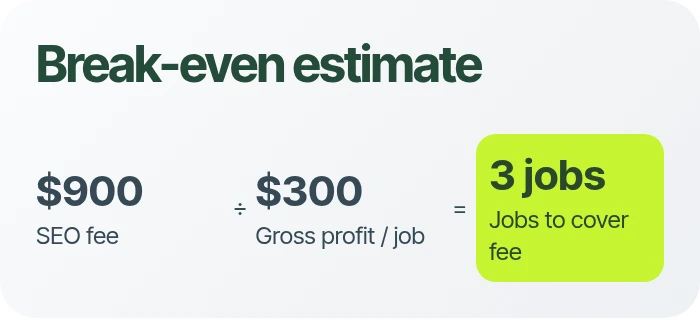 Break-even estimate
$900
SEO fee
÷
$300
Gross profit / job
=
3 jobs
Jobs to cover
fee